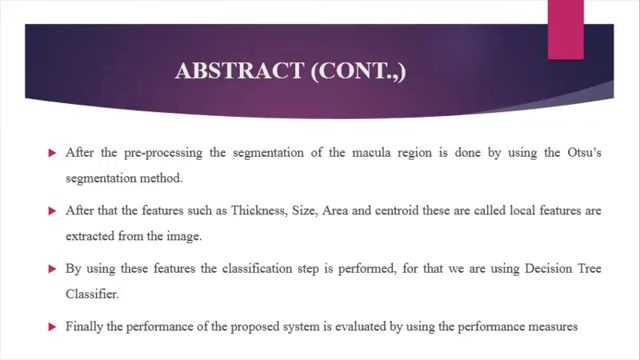 ABSTRACT (CONT.,)
After the pre-processing the segmentation of the macula region is done by using the Otsu's
segmentation method.
After that the features such as Thickness, Size, Area and centroid these are called local features are
extracted from the image.
By using these features the classification step is performed, for that we are using Decision Tree
Classifier.
Finally the performance of the proposed system is evaluated by using the performance measures